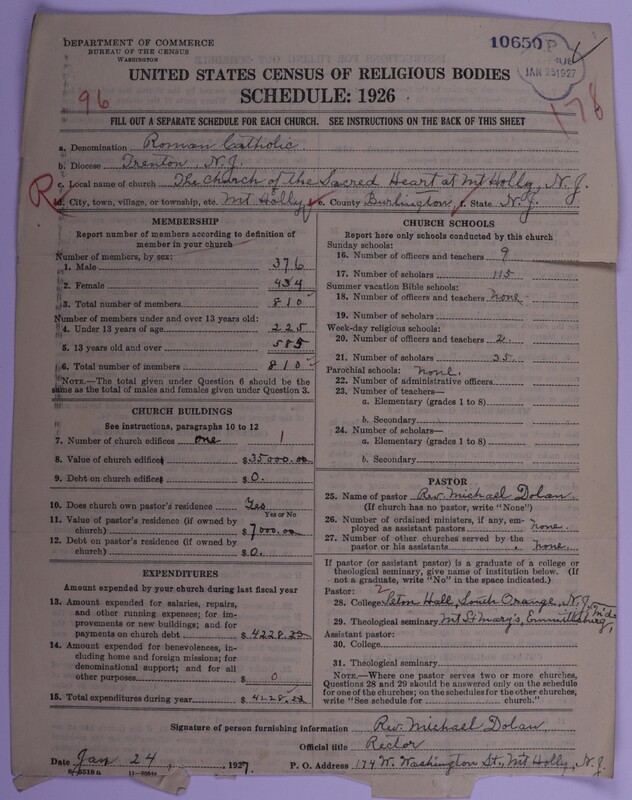 DEPARTMENT OF COMMERCE
BUREAU OF THE CENSUS
WASHINGTON
10650 P
JAN 25 1927
UNITED STATES CENSUS OF RELIGIOUS BODIES
SCHEDULE: 1926
96
178
FILL OUT A SEPARATE SCHEDULE FOR EACH CHURCH. SEE INSTRUCTIONS ON THE BACK OF THIS SHEET
a. Denomination Roman Catholic
b. Diocese Trenton, N.J.
c. Local name of church The church of the Sacred Heart at Mt Holly, N.J.
d. City, town, village, or township, etc. Mt Holly e. County Burlington, f. State N.J.
MEMBERSHIP
Report number of members according to definition of member in your church
Number of members, by sex:
1. Male 376
2. Female 434
3. Total number of members 810
Number of members under and over 13 years old:
4. Under 13 years of age 225
5. 13 years old and over 585
6. Total number of members 810
NOTE.—The total given under Question 6 should be the
same as the total of males and females given under Question 3.
CHURCH BUILDINGS
See instructions, paragraphs 10 to 12
7. Number of church edifices one 1
8. Value of church edifices $35000.00
9. Debt on church edifices $0.
10. Does church own pastor's residence Yes
Yes or No
11. Value of pastor's residence (if owned by
church) $7000.00
12. Debt on pastor's residence (if owned by
church) $0.
EXPENDITURES
Amount expended by your church during last fiscal year
13. Amount expended for salaries, repairs,
and other running expenses; for im-
provements or new buildings; and for
payments on church debt $4228.22
14. Amount expended for benevolences, in-
cluding home and foreign missions; for
denominational support; and for all
other purposes $0
15. Total expenditures during year $4228.22
CHURCH SCHOOLS
Report here only schools conducted by this church
Sunday schools:
16. Number of officers and teachers 9
17. Number of scholars 115
Summer vacation Bible schools:
18. Number of officers and teachers none
19. Number of scholars
Week-day religious schools:
20. Number of officers and teachers 2
21. Number of scholars 35
Parochial schools: none.
22. Number of administrative officers
23. Number of teachers—
a. Elementary (grades 1 to 8)
b. Secondary
24. Number of scholars—
a. Elementary (grades 1 to 8)
b. Secondary
PASTOR
25. Name of pastor Rev. Michael Dolan.
(If church has no pastor, write "None")
26. Number of ordained ministers, if any, em-
ployed as assistant pastors none.
27. Number of other churches served by the
pastor or his assistants none.
If pastor (or assistant pastor) is a graduate of a college or
theological seminary, give name of institution below. (If
not a graduate, write "No" in the space indicated.)
Pastor:
28. College Seton Hall, South Orange, N.J.
29. Theological seminary Mt St Mary's, Emmittsburg,
Assistant pastor:
30. College
31. Theological seminary
NOTE.—Where one pastor serves two or more churches,
Questions 28 and 29 should be answered only on the schedule
for one of the churches; on the schedules for the other churches,
write "See schedule for church."
Signature of person furnishing information Rev. Michael Dolan
Official title Rector
Date Jan 24, 1927. P. O. Address 174 W. Washington St., Mt Holly, N.J.